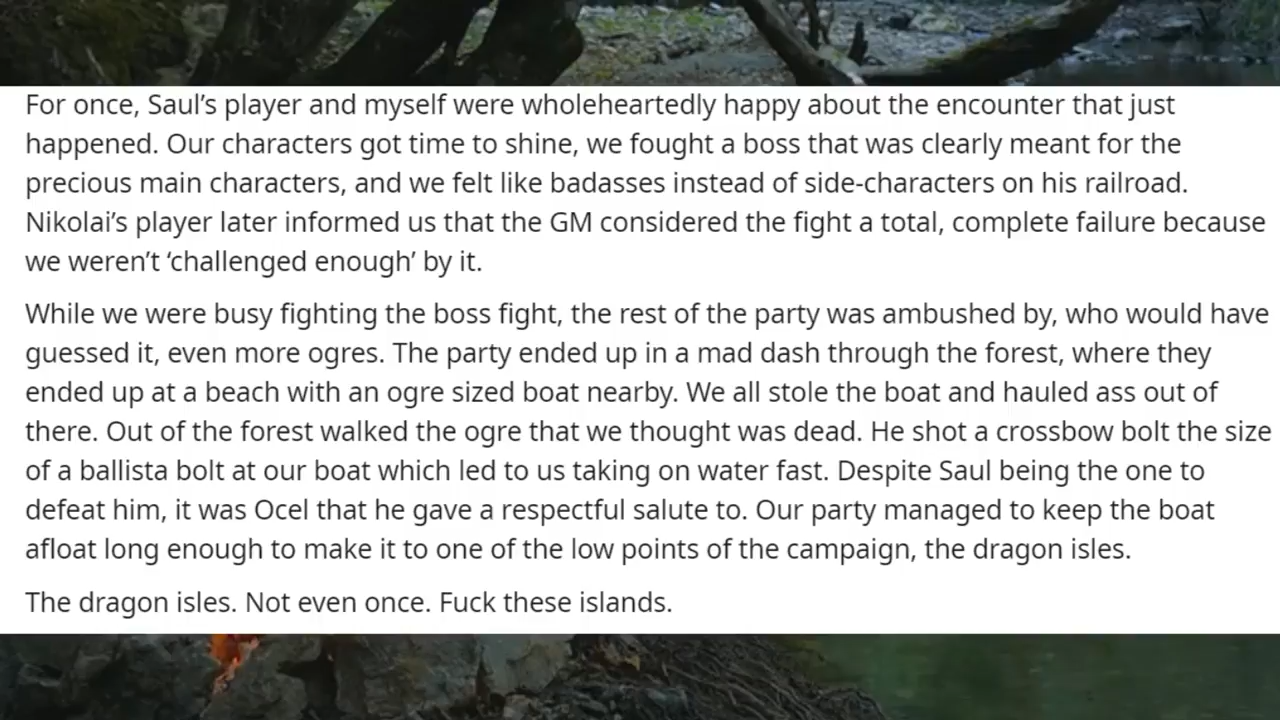 For once, Saul’s player and myself were wholeheartedly happy about the encounter that just
happened. Our characters got time to shine, we fought a boss that was clearly meant for the
precious main characters, and we felt like badasses instead of side-characters on his railroad.
Nikolai’s player later informed us that the GM considered the fight a total, complete failure because
we weren’t ‘challenged enough’ by it.
While we were busy fighting the boss fight, the rest of the party was ambushed by, who would have
guessed it, even more ogres. The party ended up in a mad dash through the forest, where they
ended up at a beach with an ogre sized boat nearby. We all stole the boat and hauled ass out of
there. Out of the forest walked the ogre that we thought was dead. He shot a crossbow bolt the size
of a ballista bolt at our boat which led to us taking on water fast. Despite Saul being the one to
defeat him, it was Ocel that he gave a respectful salute to. Our party managed to keep the boat
afloat long enough to make it to one of the low points of the campaign, the dragon isles.
The dragon isles. Not even once. Fuck these islands.